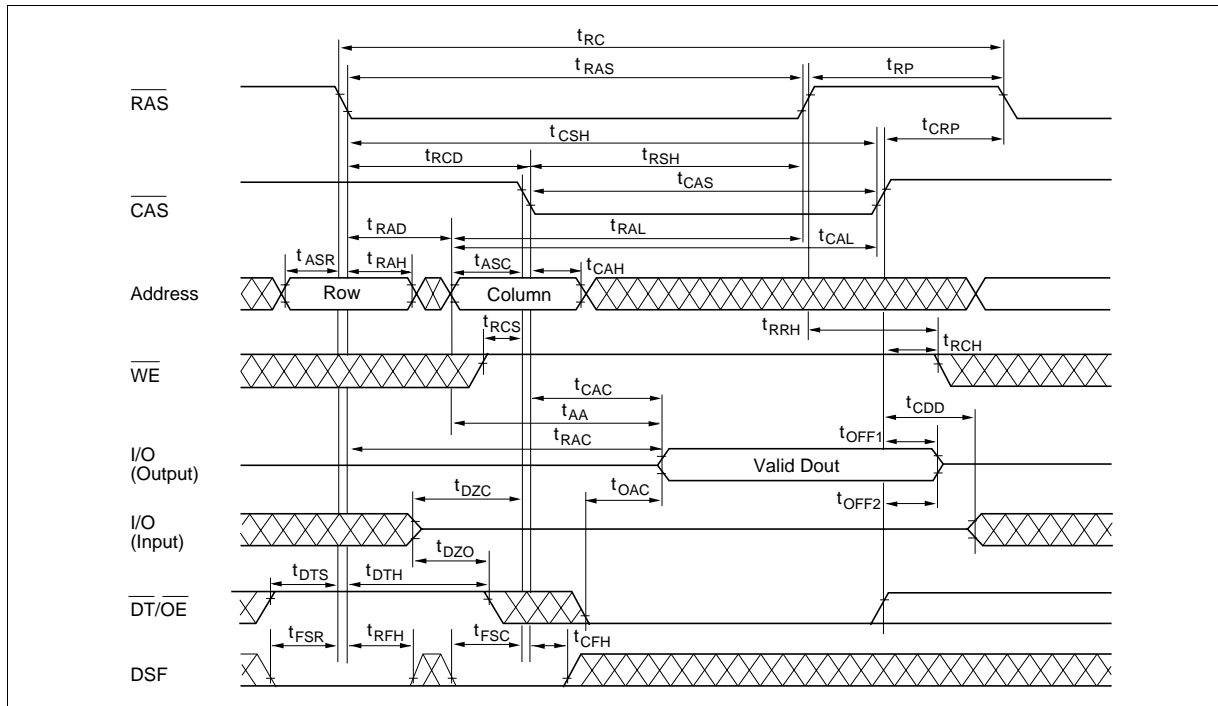 tRC
tRAS tRP
RAS
tCSH tCRP
tRCD tRSH
tCAS
CAS
tRAD tRAL
tCAL
tASR tRAH tASC tCAH
Address Row Column
tRCS tRRH
tRCH
WE
tCAC
tCDD
tAA
tRAC tOFF1
I/O
(Output) Valid Dout
tDZC tOAC tOFF2
I/O
(Input)
tDZO
tDTS tDTH
DT/OE
tFSR tRFH tFSC tCFH
DSF